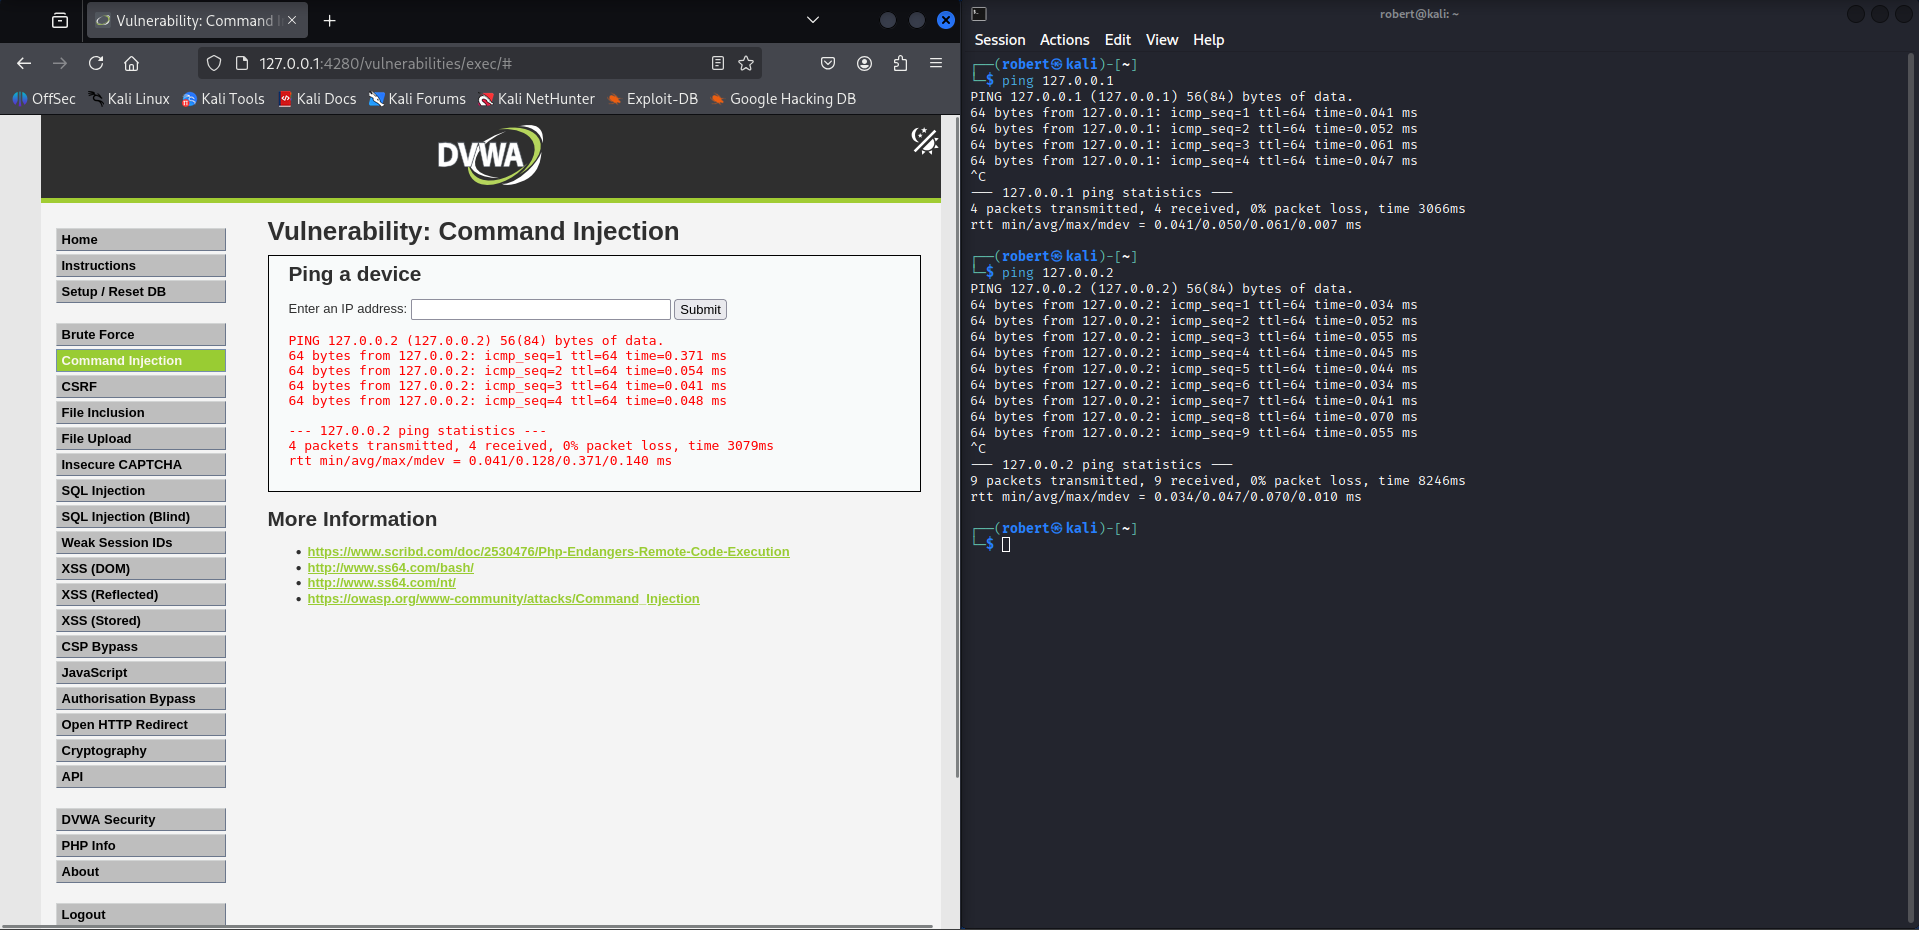 Vulnerability: Command
127.0.0.1:4280/vulnerabilities/exec/#
OffSec Kali Linux Kali Tools Kali Docs Kali Forums Kali NetHunter Exploit-DB Google Hacking DB
DVWA
Home
Instructions
Setup / Reset DB
Brute Force
Command Injection
CSRF
File Inclusion
File Upload
Insecure CAPTCHA
SQL Injection
SQL Injection (Blind)
Weak Session IDs
XSS (DOM)
XSS (Reflected)
XSS (Stored)
CSP Bypass
JavaScript
Authorisation Bypass
Open HTTP Redirect
Cryptography
API
DVWA Security
PHP Info
About
Logout
Vulnerability: Command Injection
Ping a device
Enter an IP address: Submit
PING 127.0.0.2 (127.0.0.2) 56(84) bytes of data.
64 bytes from 127.0.0.2: icmp_seq=1 ttl=64 time=0.371 ms
64 bytes from 127.0.0.2: icmp_seq=2 ttl=64 time=0.054 ms
64 bytes from 127.0.0.2: icmp_seq=3 ttl=64 time=0.041 ms
64 bytes from 127.0.0.2: icmp_seq=4 ttl=64 time=0.048 ms
--- 127.0.0.2 ping statistics ---
4 packets transmitted, 4 received, 0% packet loss, time 3079ms
rtt min/avg/max/mdev = 0.041/0.128/0.371/0.140 ms
More Information
• https://www.scribd.com/doc/2530476/Php-Endangers-Remote-Code-Execution
• http://www.ss64.com/bash/
• http://www.ss64.com/nt/
• https://owasp.org/www-community/attacks/Command_Injection
robert@kali: ~
Session Actions Edit View Help
┌──(robert㉿kali)-[~]
└─$ ping 127.0.0.1
PING 127.0.0.1 (127.0.0.1) 56(84) bytes of data.
64 bytes from 127.0.0.1: icmp_seq=1 ttl=64 time=0.041 ms
64 bytes from 127.0.0.1: icmp_seq=2 ttl=64 time=0.052 ms
64 bytes from 127.0.0.1: icmp_seq=3 ttl=64 time=0.061 ms
64 bytes from 127.0.0.1: icmp_seq=4 ttl=64 time=0.047 ms
^C
--- 127.0.0.1 ping statistics ---
4 packets transmitted, 4 received, 0% packet loss, time 3066ms
rtt min/avg/max/mdev = 0.041/0.050/0.061/0.007 ms
┌──(robert㉿kali)-[~]
└─$ ping 127.0.0.2
PING 127.0.0.2 (127.0.0.2) 56(84) bytes of data.
64 bytes from 127.0.0.2: icmp_seq=1 ttl=64 time=0.034 ms
64 bytes from 127.0.0.2: icmp_seq=2 ttl=64 time=0.052 ms
64 bytes from 127.0.0.2: icmp_seq=3 ttl=64 time=0.055 ms
64 bytes from 127.0.0.2: icmp_seq=4 ttl=64 time=0.045 ms
64 bytes from 127.0.0.2: icmp_seq=5 ttl=64 time=0.044 ms
64 bytes from 127.0.0.2: icmp_seq=6 ttl=64 time=0.034 ms
64 bytes from 127.0.0.2: icmp_seq=7 ttl=64 time=0.041 ms
64 bytes from 127.0.0.2: icmp_seq=8 ttl=64 time=0.070 ms
64 bytes from 127.0.0.2: icmp_seq=9 ttl=64 time=0.055 ms
^C
--- 127.0.0.2 ping statistics ---
9 packets transmitted, 9 received, 0% packet loss, time 8246ms
rtt min/avg/max/mdev = 0.034/0.047/0.070/0.010 ms
┌──(robert㉿kali)-[~]
└─$